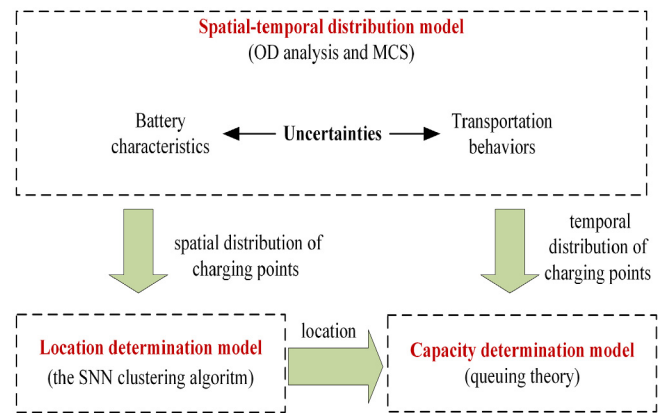 Spatial-temporal distribution model
(OD analysis and MCS)
Battery
characteristics
Uncertainties
Transportation
behaviors
spatial distribution of
charging points
temporal
distribution of
charging points
Location determination model
(the SNN clustering algoritm)
location
Capacity determination model
(queuing theory)